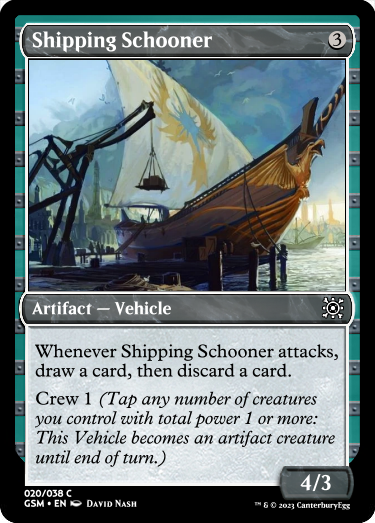 Shipping Schooner 3
Artifact — Vehicle
Whenever Shipping Schooner attacks,
draw a card, then discard a card.
Crew 1 (Tap any number of creatures
you control with total power 1 or more:
This Vehicle becomes an artifact creature
until end of turn.)
4/3
020/038 C
GSM • EN David Nash
™ & © 2023 CanterburyEgg